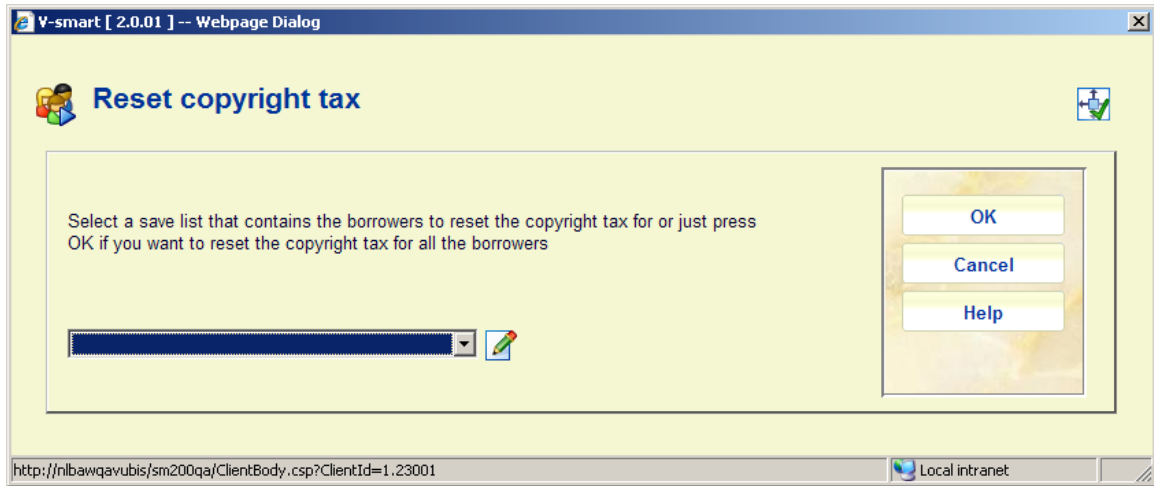 V-smart [ 2.0.01 ] -- Webpage Dialog
Reset copyright tax
Select a save list that contains the borrowers to reset the copyright tax for or just press
OK if you want to reset the copyright tax for all the borrowers
OK
Cancel
Help
http://nlbawqavubis/sm200qa/ClientBody.csp?ClientId=1.23001
Local intranet